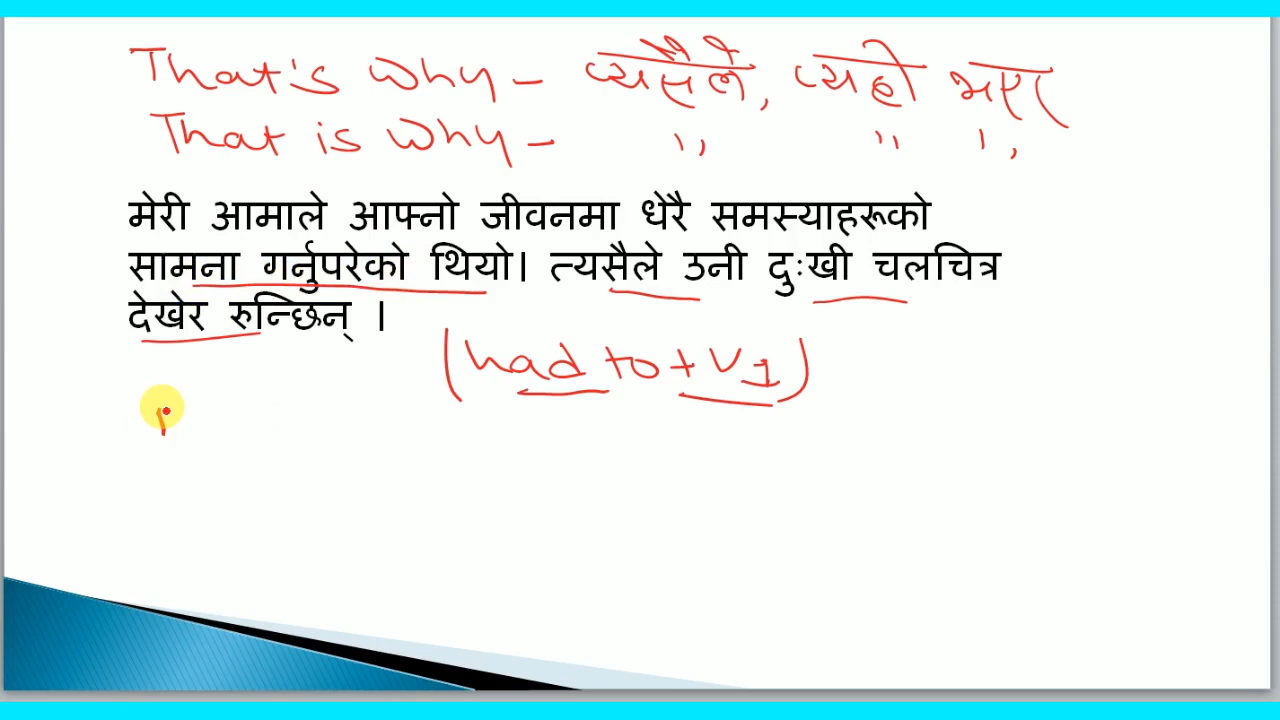 That's why - त्यसैले, त्यही भएर
That is why - ,, ,, ,,
मेरी आमाले आफ्नो जीवनमा धेरै समस्याहरूको
सामना गर्नुपरेको थियो। त्यसैले उनी दुःखी चलचित्र
देखेर रुन्छिन् ।
(had to + V1)